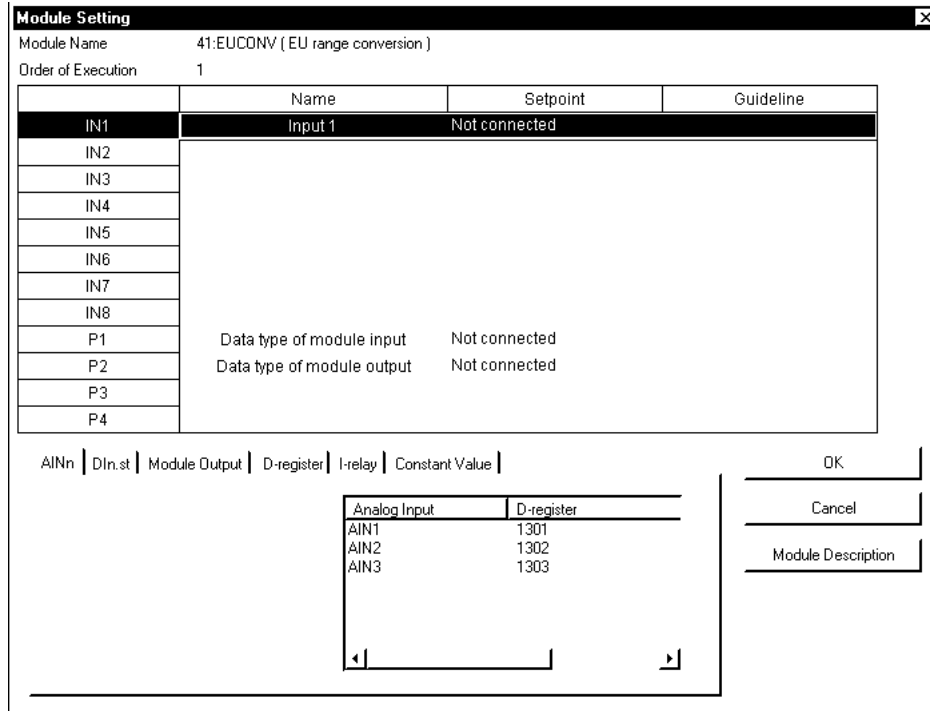 Module Setting
Module Name 41:EUCONV ( EU range conversion )
Order of Execution 1
Name Setpoint Guideline
IN1 Input 1 Not connected
IN2
IN3
IN4
IN5
IN6
IN7
IN8
P1 Data type of module input Not connected
P2 Data type of module output Not connected
P3
P4
AINn DIn.st Module Output D-register I-relay Constant Value
OK
Analog Input D-register
Cancel
AIN1 1301
AIN2 1302
AIN3 1303
Module Description